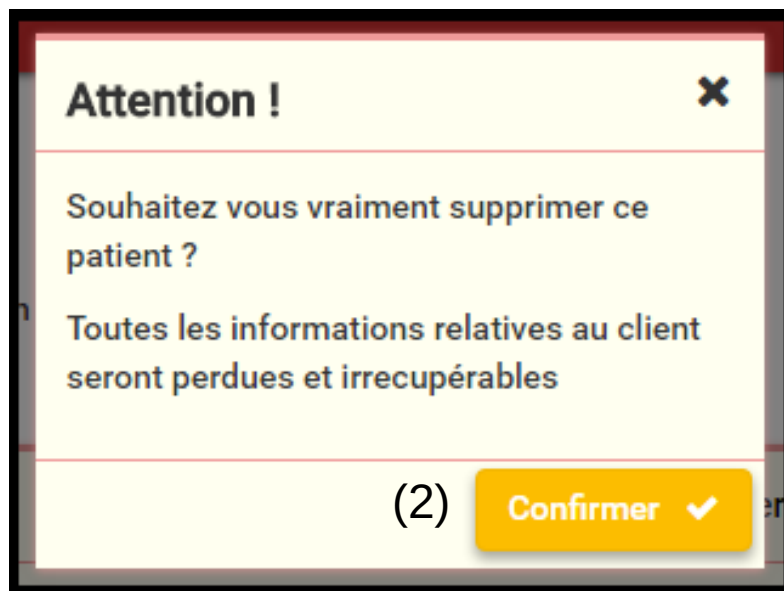 Attention !
Souhaitez vous vraiment supprimer ce
patient ?
Toutes les informations relatives au client
seront perdues et irrecupérables
(2) Confirmer